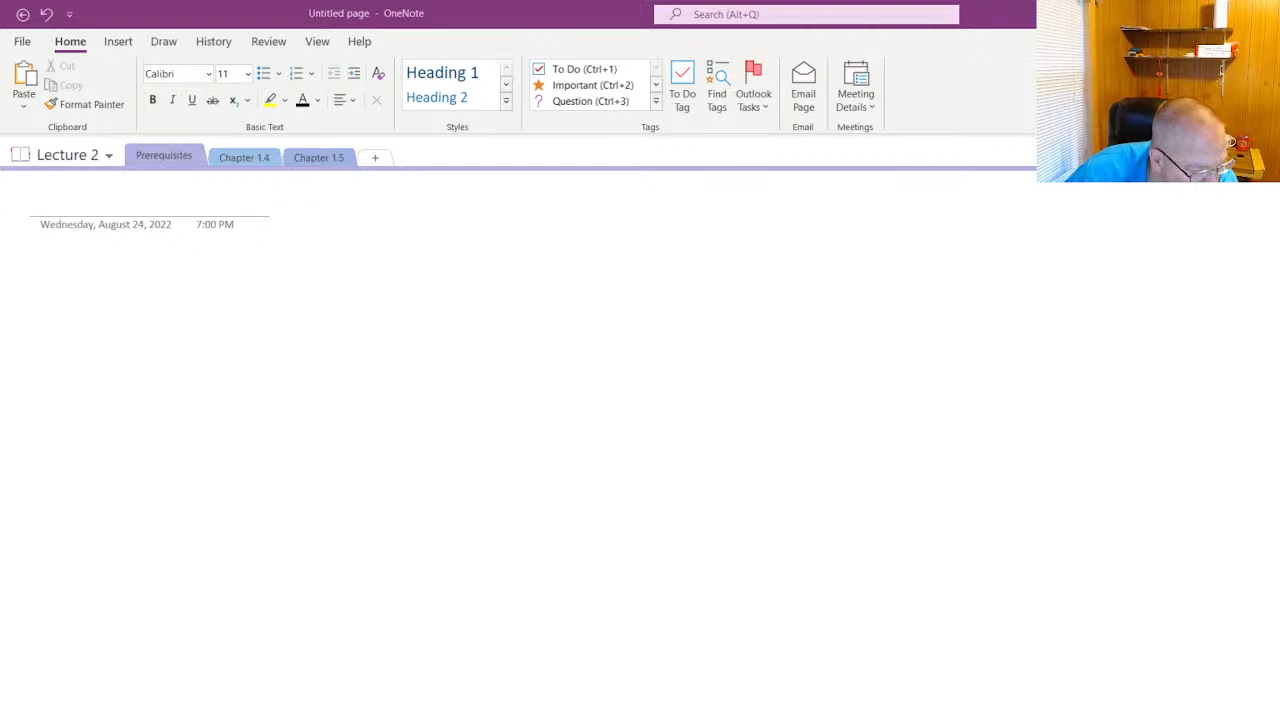 Untitled page - OneNote
Search (Alt+Q)
File Home Insert Draw History Review View Help
Paste
Cut
Copy
Format Painter
Clipboard
Calibri 11
B I U ab x₂ A
Basic Text
Heading 1
Heading 2
Styles
To Do (Ctrl+1)
Important (Ctrl+2)
? Question (Ctrl+3)
To Do Tag
Find Tags
Outlook Tasks
Tags
Email Page
Email
Meeting Details
Meetings
Lecture 2 Prerequisites Chapter 1.4 Chapter 1.5 +
Wednesday, August 24, 2022 7:00 PM